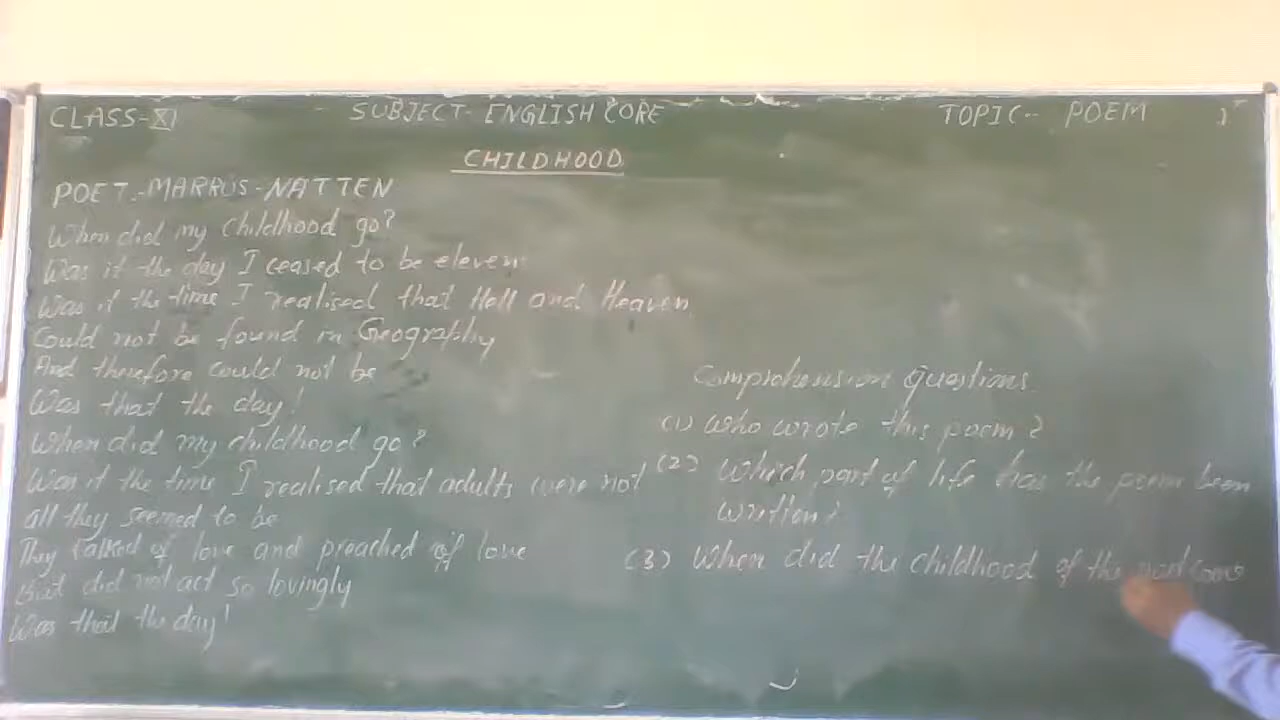 CLASS-XI SUBJECT-ENGLISH CORE TOPIC-- POEM
CHILDHOOD
POET.-MARRUS-NATTEN
When did my childhood go?
Was it the day I ceased to be eleven
Was it the time I realised that Hell and Heaven
Could not be found in Geography
And therefore could not be
Was that the day!
When did my childhood go?
Was it the time I realised that adults were not
all they seemed to be
They talked of love and preached of love
But did not act so lovingly
Was that the day!
Comprehension Questions
(1) Who wrote this poem?
(2) Which part of life has the poem been
written?
(3) When did the childhood of the